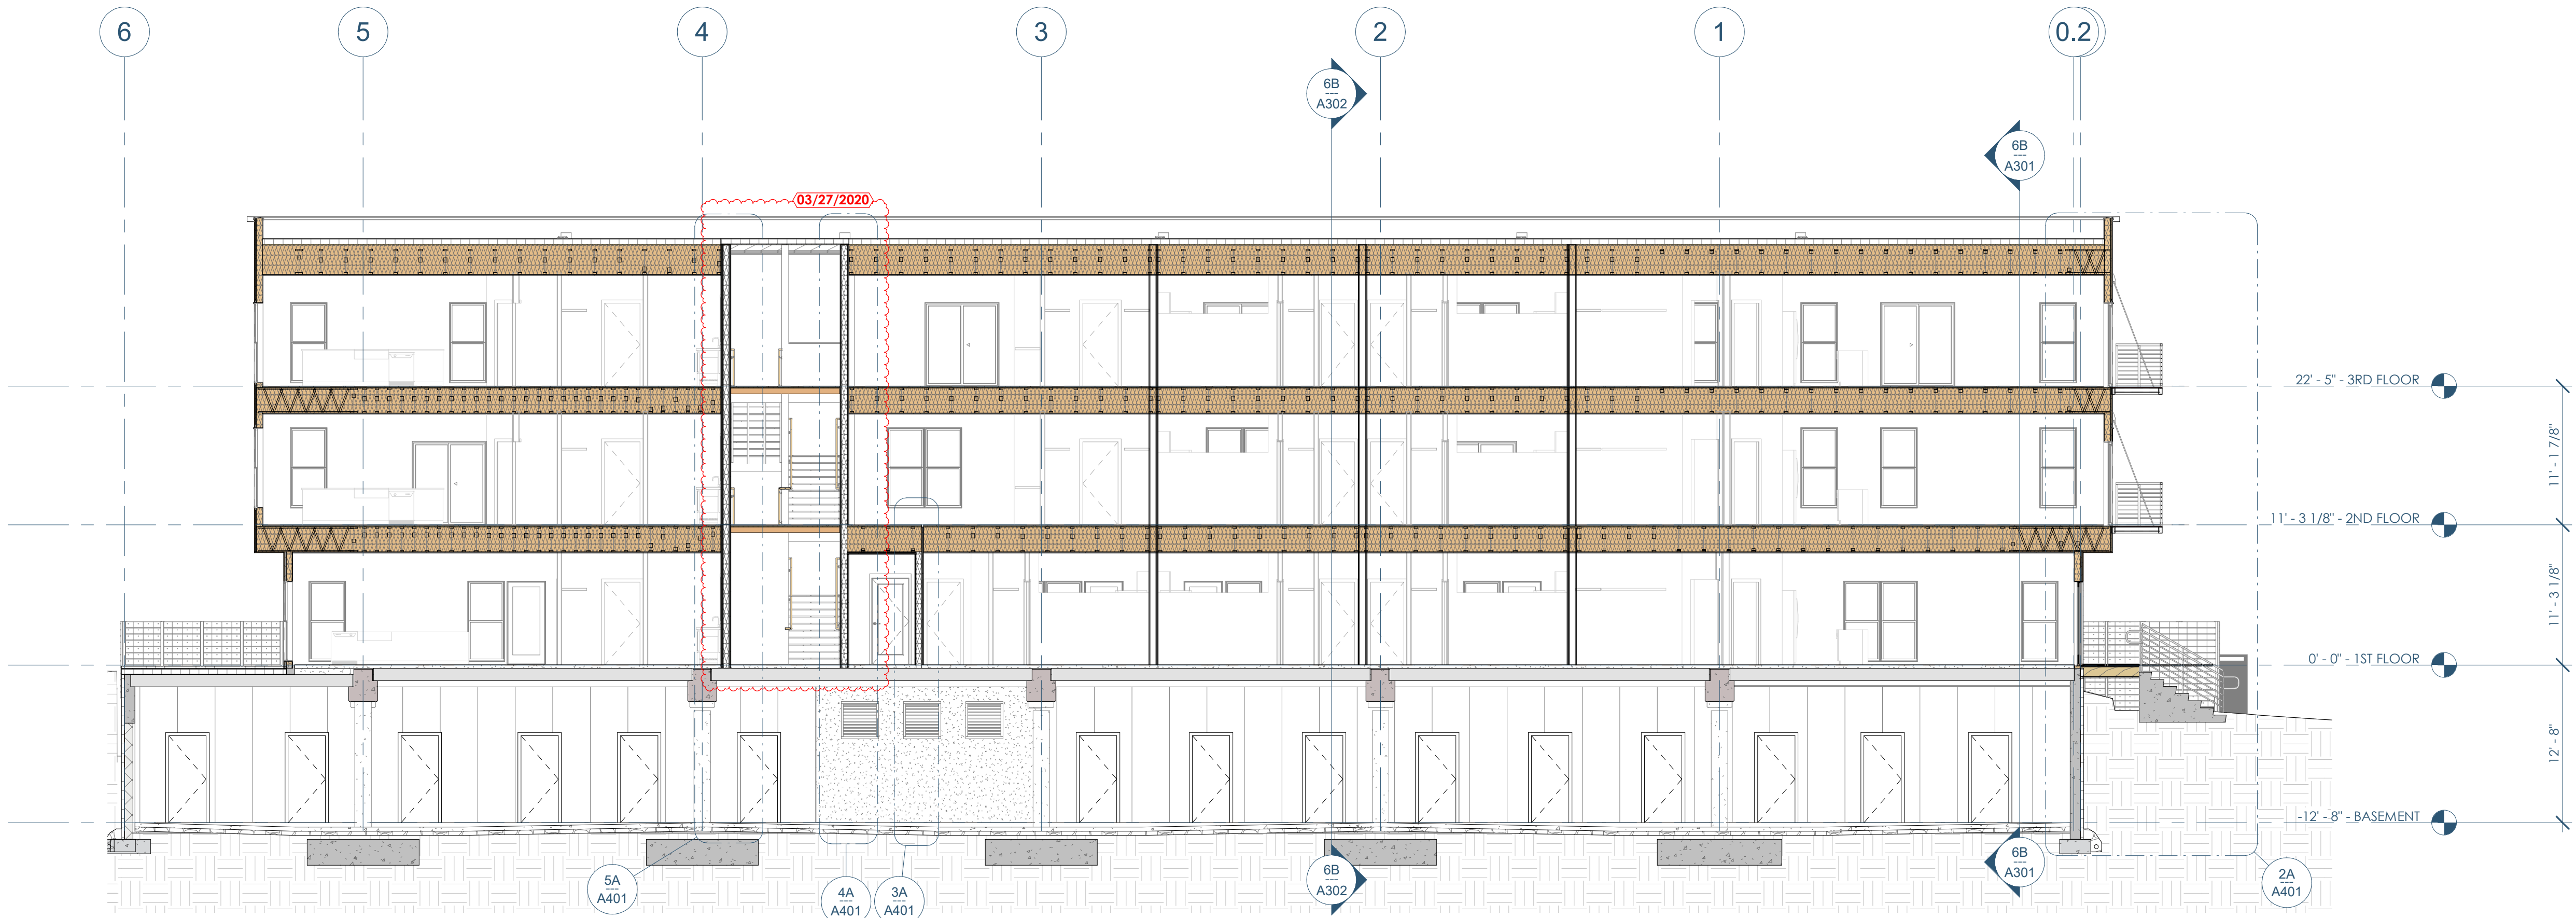 6
5
4
3
2
1
0.2
6B
---
A302
6B
---
A301
03/27/2020
22' - 5" - 3RD FLOOR
11' - 1 7/8"
11' - 3 1/8" - 2ND FLOOR
11' - 3 1/8"
0' - 0" - 1ST FLOOR
12' - 8"
-12' - 8" - BASEMENT
5A
---
A401
4A
---
A401
3A
---
A401
6B
---
A302
6B
---
A301
2A
---
A401